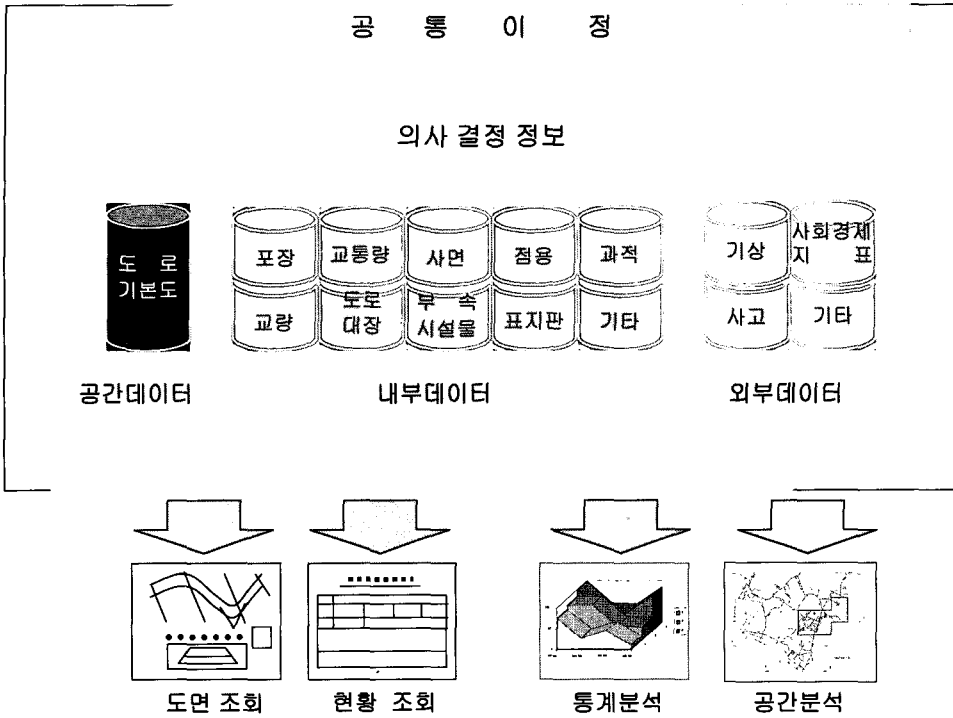 공 통 이 정
의사 결정 정보
도 로
기본도
포장
교통량
사면
점용
과적
교량
도로
대장
부 속
시설물
표지판
기타
기상
사회경제
지 표
사고
기타
공간데이터
내부데이터
외부데이터
도면 조회
현황 조회
통계분석
공간분석